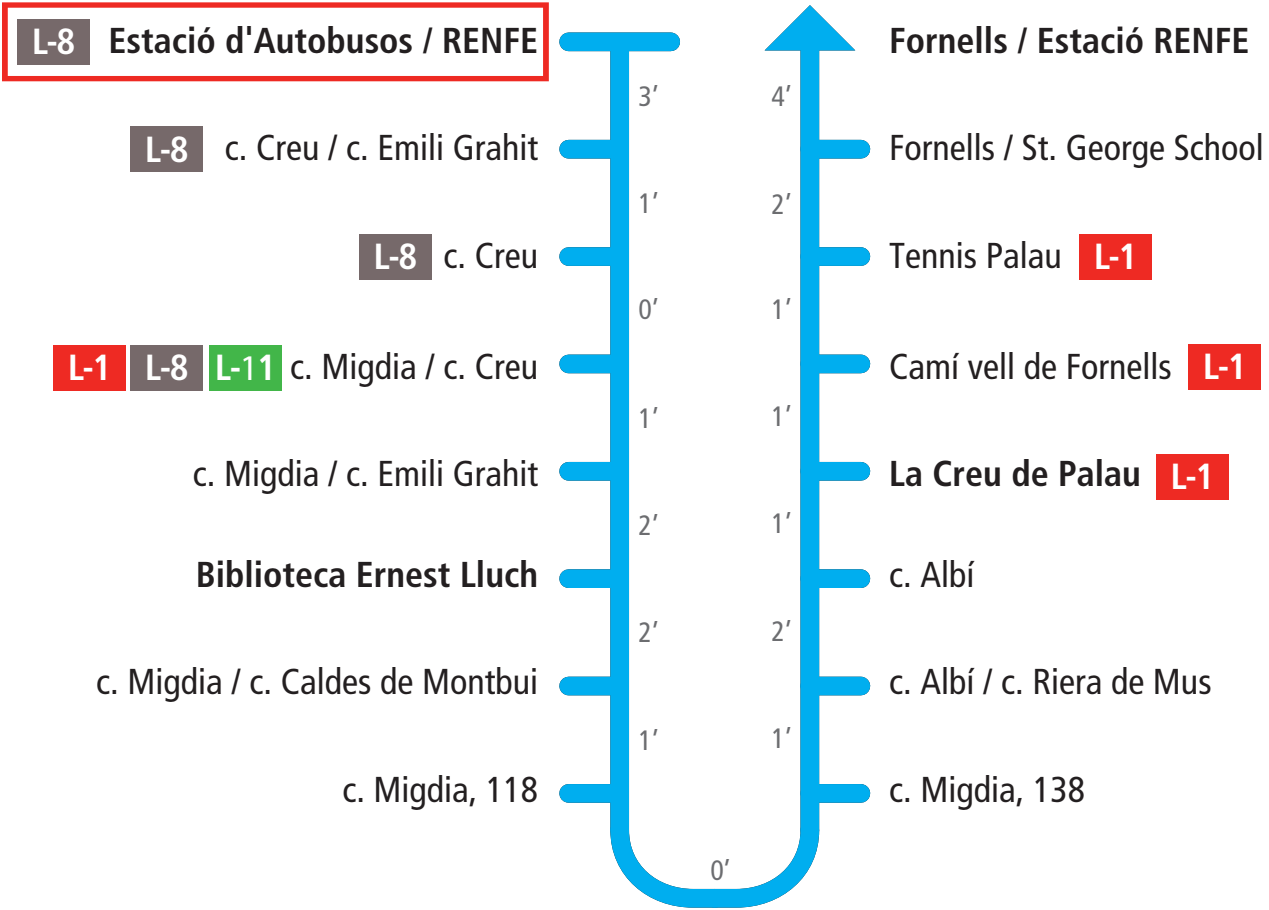 L-8 Estació d'Autobusos / RENFE
3’
L-8 c. Creu / c. Emili Grahit
1’
L-8 c. Creu
0’
L-1 L-8 L-11 c. Migdia / c. Creu
1’
c. Migdia / c. Emili Grahit
2’
Biblioteca Ernest Lluch
2’
c. Migdia / c. Caldes de Montbui
1’
c. Migdia, 118
0’
c. Migdia, 138
1’
c. Albí / c. Riera de Mus
2’
c. Albí
1’
La Creu de Palau L-1
1’
Camí vell de Fornells L-1
1’
Tennis Palau L-1
2’
Fornells / St. George School
4’
Fornells / Estació RENFE